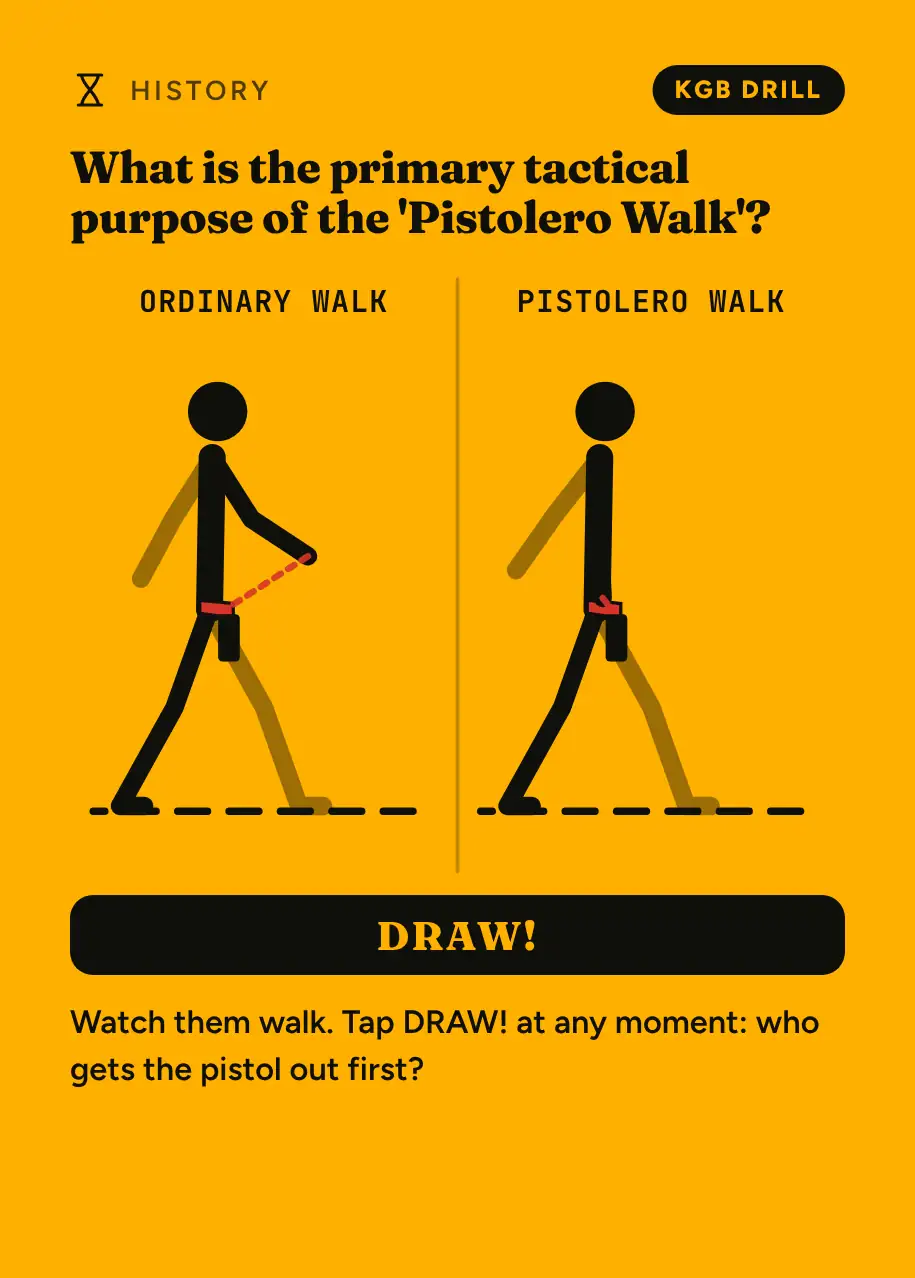 HISTORY
KGB DRILL
What is the primary tactical
purpose of the 'Pistolero Walk'?
ORDINARY WALK
PISTOLERO WALK
DRAW!
Watch them walk. Tap DRAW! at any moment: who
gets the pistol out first?